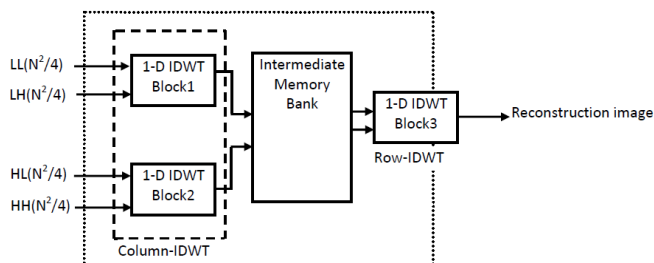 LL(N²/4)
LH(N²/4)
1-D IDWT
Block1
HL(N²/4)
HH(N²/4)
1-D IDWT
Block2
Column-IDWT
Intermediate
Memory
Bank
1-D IDWT
Block3
Row-IDWT
Reconstruction image